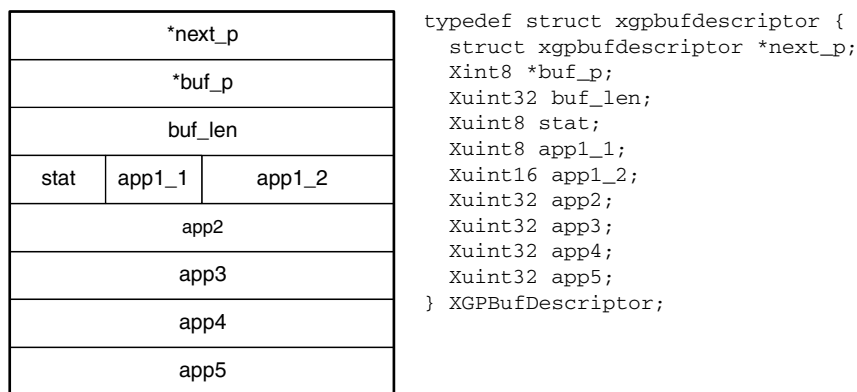 *next_p
*buf_p
buf_len
stat app1_1 app1_2
app2
app3
app4
app5
typedef struct xgpbufdescriptor {
  struct xgpbufdescriptor *next_p;
  Xint8 *buf_p;
  Xuint32 buf_len;
  Xuint8 stat;
  Xuint8 app1_1;
  Xuint16 app1_2;
  Xuint32 app2;
  Xuint32 app3;
  Xuint32 app4;
  Xuint32 app5;
} XGPBufDescriptor;